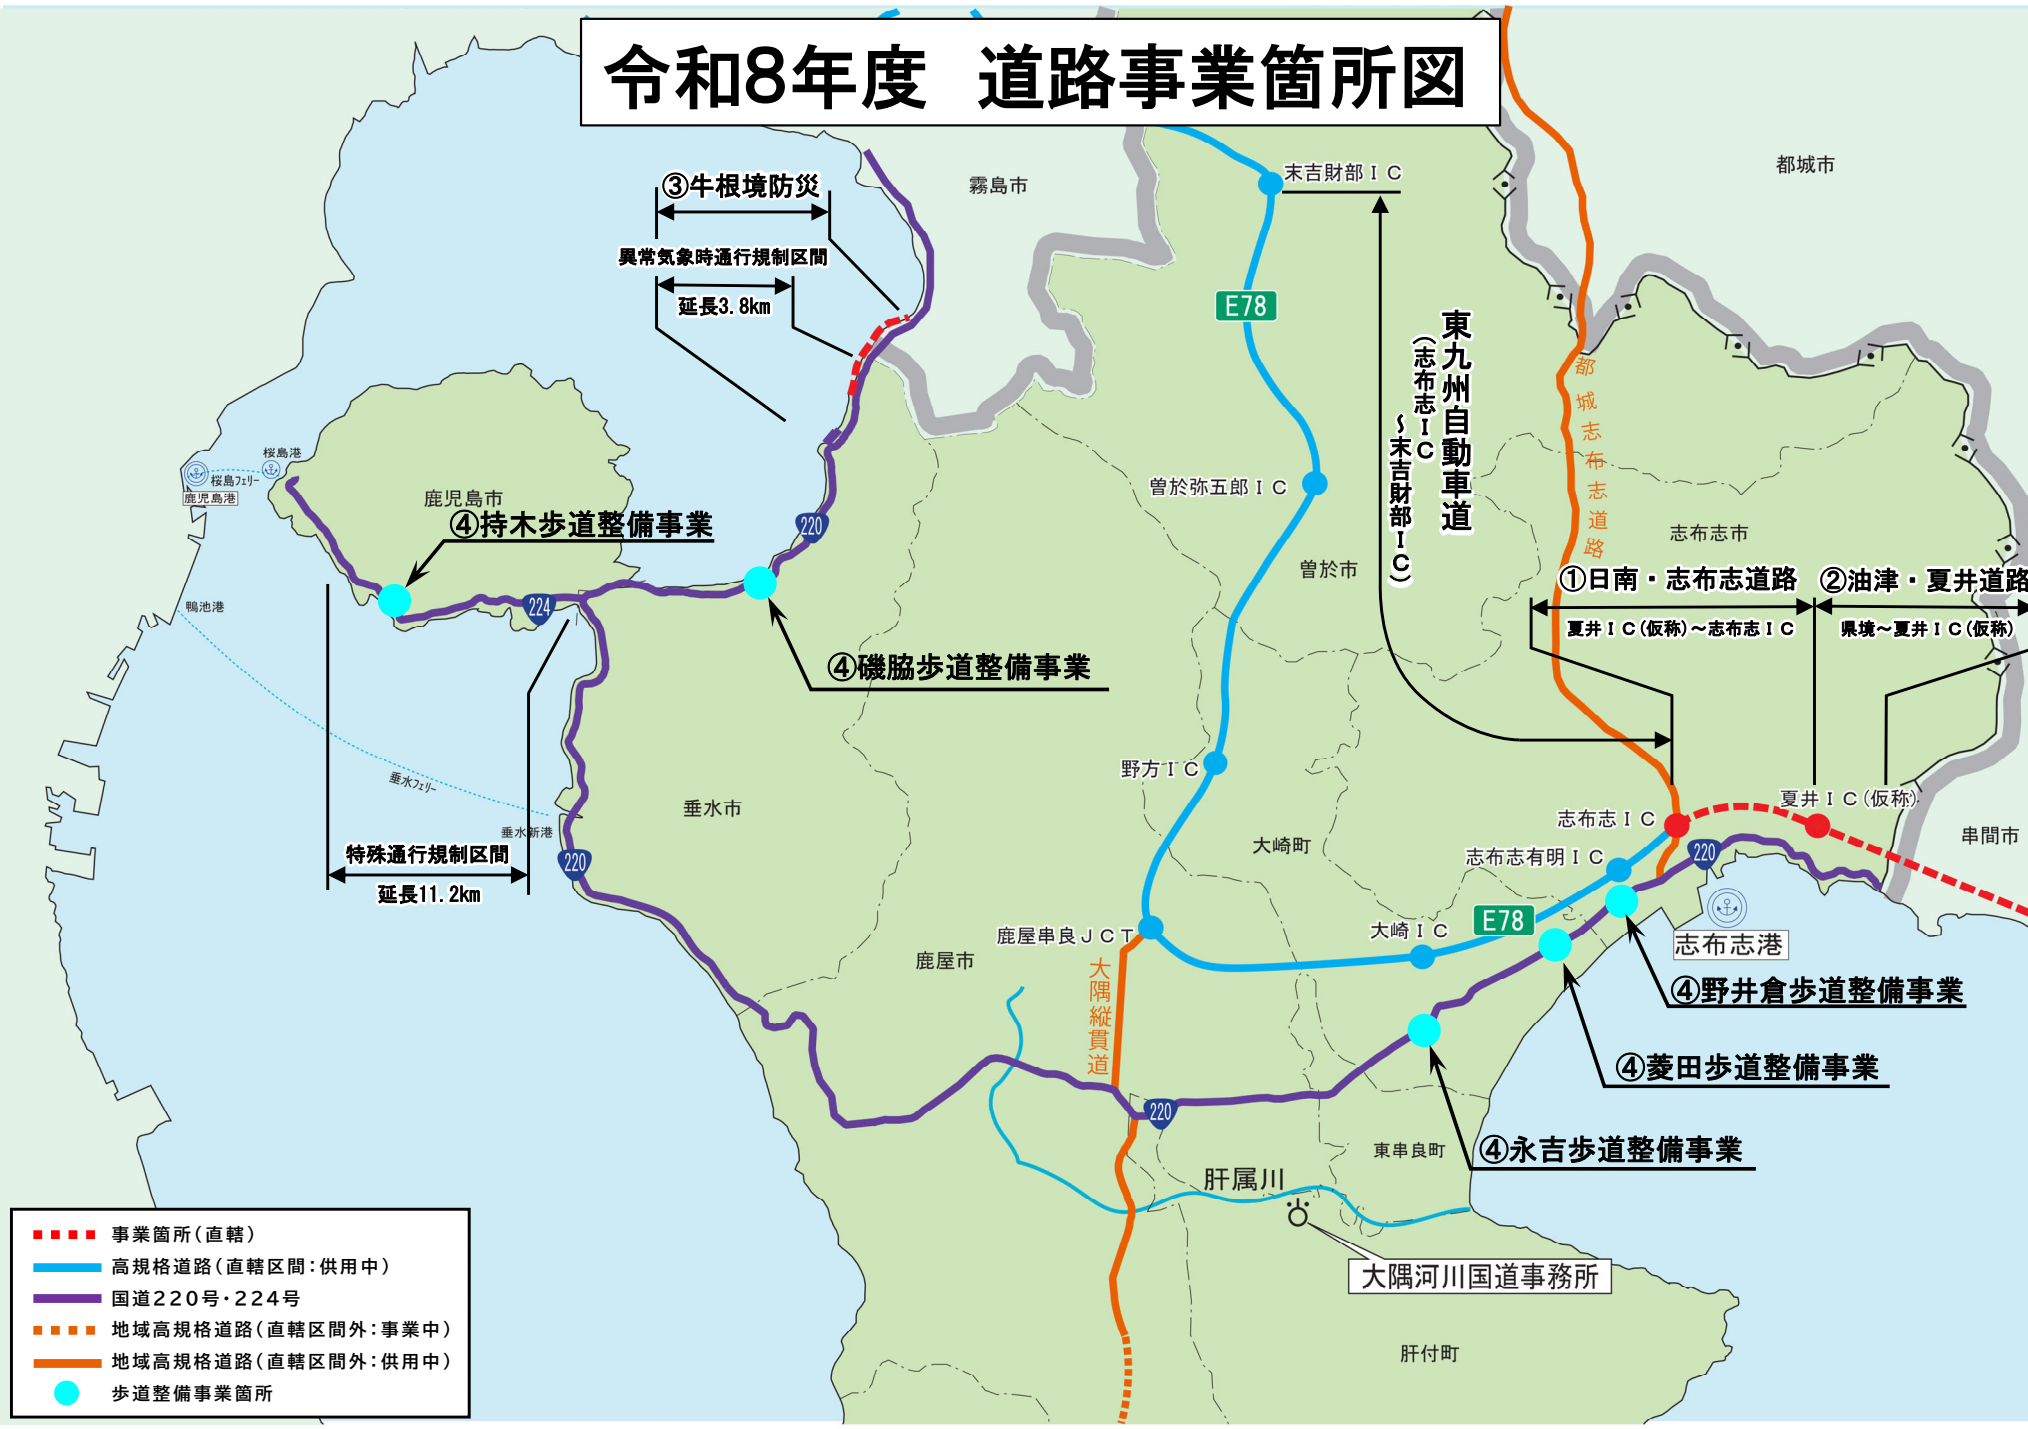 令和8年度　道路事業箇所図
末吉財部ＩＣ
都城市
霧島市
③牛根境防災
異常気象時通行規制区間
延長3.8km
E78
東九州自動車道
（志布志ＩＣ
～末吉財部ＩＣ）
都城志布志道路
桜島港
桜島ﾌｪﾘｰ
鹿児島港
鹿児島市
④持木歩道整備事業
曽於弥五郎ＩＣ
220
志布志市
曽於市
①日南・志布志道路
②油津・夏井道路
夏井ＩＣ(仮称)～志布志ＩＣ
県境～夏井ＩＣ(仮称)
鴨池港
224
④磯脇歩道整備事業
野方ＩＣ
垂水ﾌｪﾘｰ
垂水市
夏井ＩＣ(仮称)
垂水新港
志布志ＩＣ
串間市
特殊通行規制区間
延長11.2km
220
大崎町
志布志有明ＩＣ
220
鹿屋串良ＪＣＴ
大崎ＩＣ
E78
志布志港
鹿屋市
大隅縦貫道
④野井倉歩道整備事業
④菱田歩道整備事業
220
東串良町
④永吉歩道整備事業
肝属川
大隅河川国道事務所
肝付町
事業箇所（直轄）
高規格道路（直轄区間：供用中）
国道220号・224号
地域高規格道路（直轄区間外：事業中）
地域高規格道路（直轄区間外：供用中）
歩道整備事業箇所